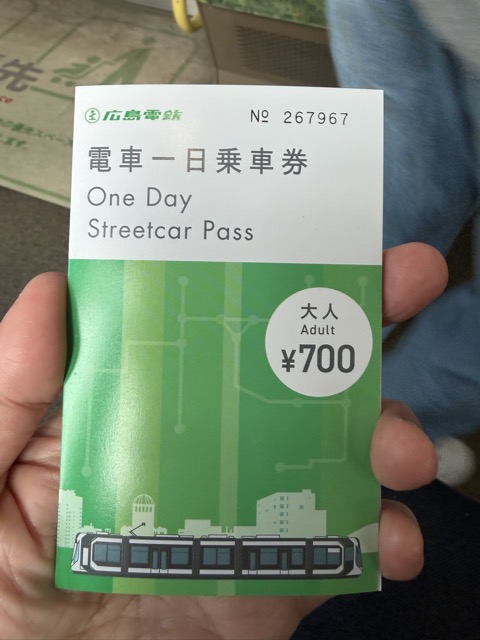 広島電鉄
№ 267967
電車一日乗車券
One Day
Streetcar Pass
大人
Adult
¥700
先